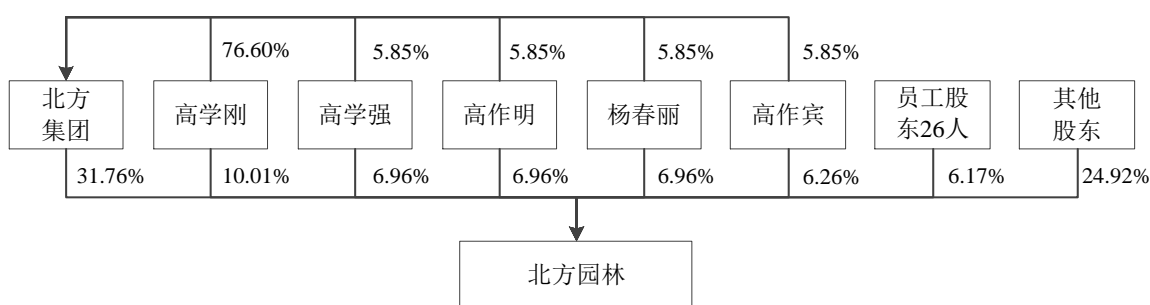 76.60% 5.85% 5.85% 5.85% 5.85%
北方
集团
高学刚
高学强
高作明
杨春丽
高作宾
员工股
东26人
其他
股东
31.76% 10.01% 6.96% 6.96% 6.96% 6.26% 6.17% 24.92%
北方园林